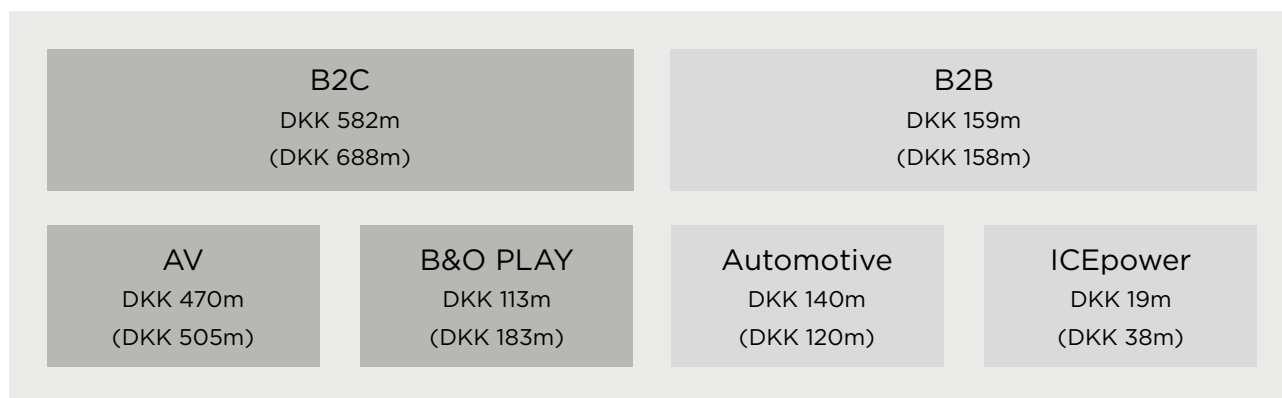 B2C
DKK 582m
(DKK 688m)
B2B
DKK 159m
(DKK 158m)
AV
DKK 470m
(DKK 505m)
B&O PLAY
DKK 113m
(DKK 183m)
Automotive
DKK 140m
(DKK 120m)
ICEpower
DKK 19m
(DKK 38m)